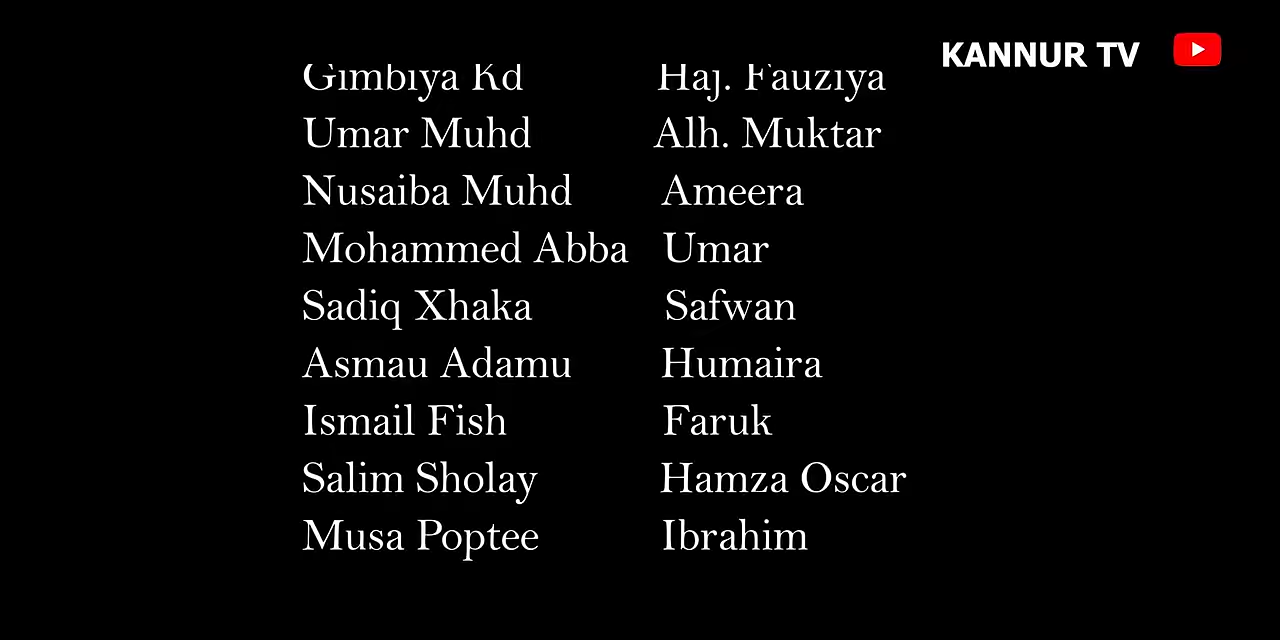 KANNUR TV
Gimbiya Kd Haj. Fauziya
Umar Muhd Alh. Muktar
Nusaiba Muhd Ameera
Mohammed Abba Umar
Sadiq Xhaka Safwan
Asmau Adamu Humaira
Ismail Fish Faruk
Salim Sholay Hamza Oscar
Musa Poptee Ibrahim